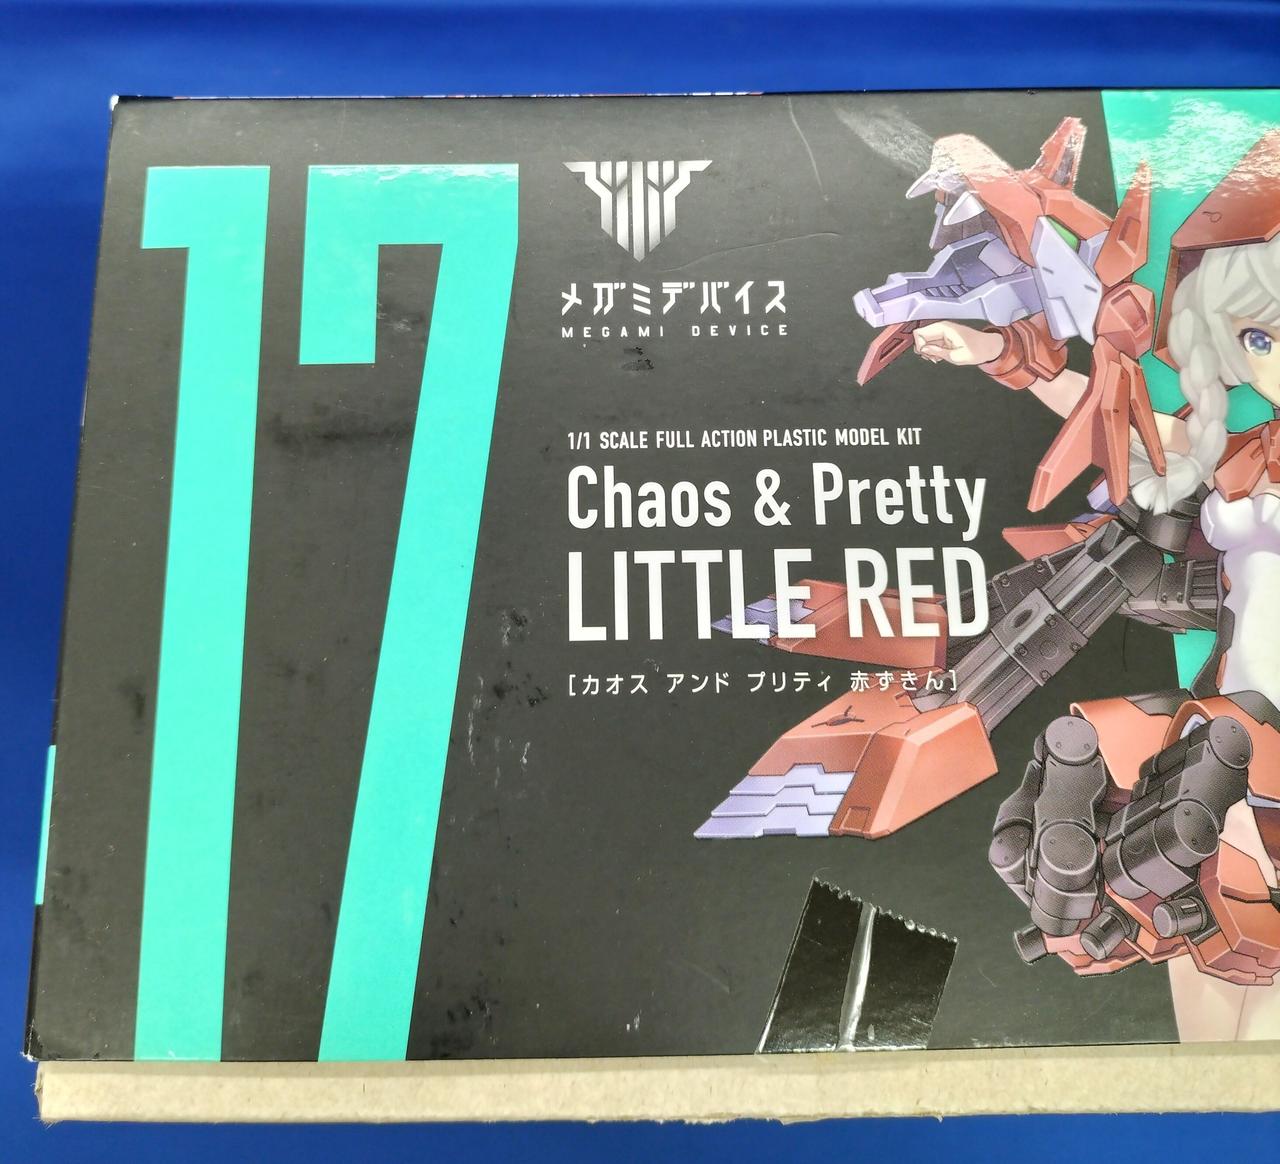 17
メガミデバイス
MEGAMI DEVICE
1/1 SCALE FULL ACTION PLASTIC MODEL KIT
Chaos & Pretty
LITTLE RED
[カオス アンド プリティ 赤ずきん]